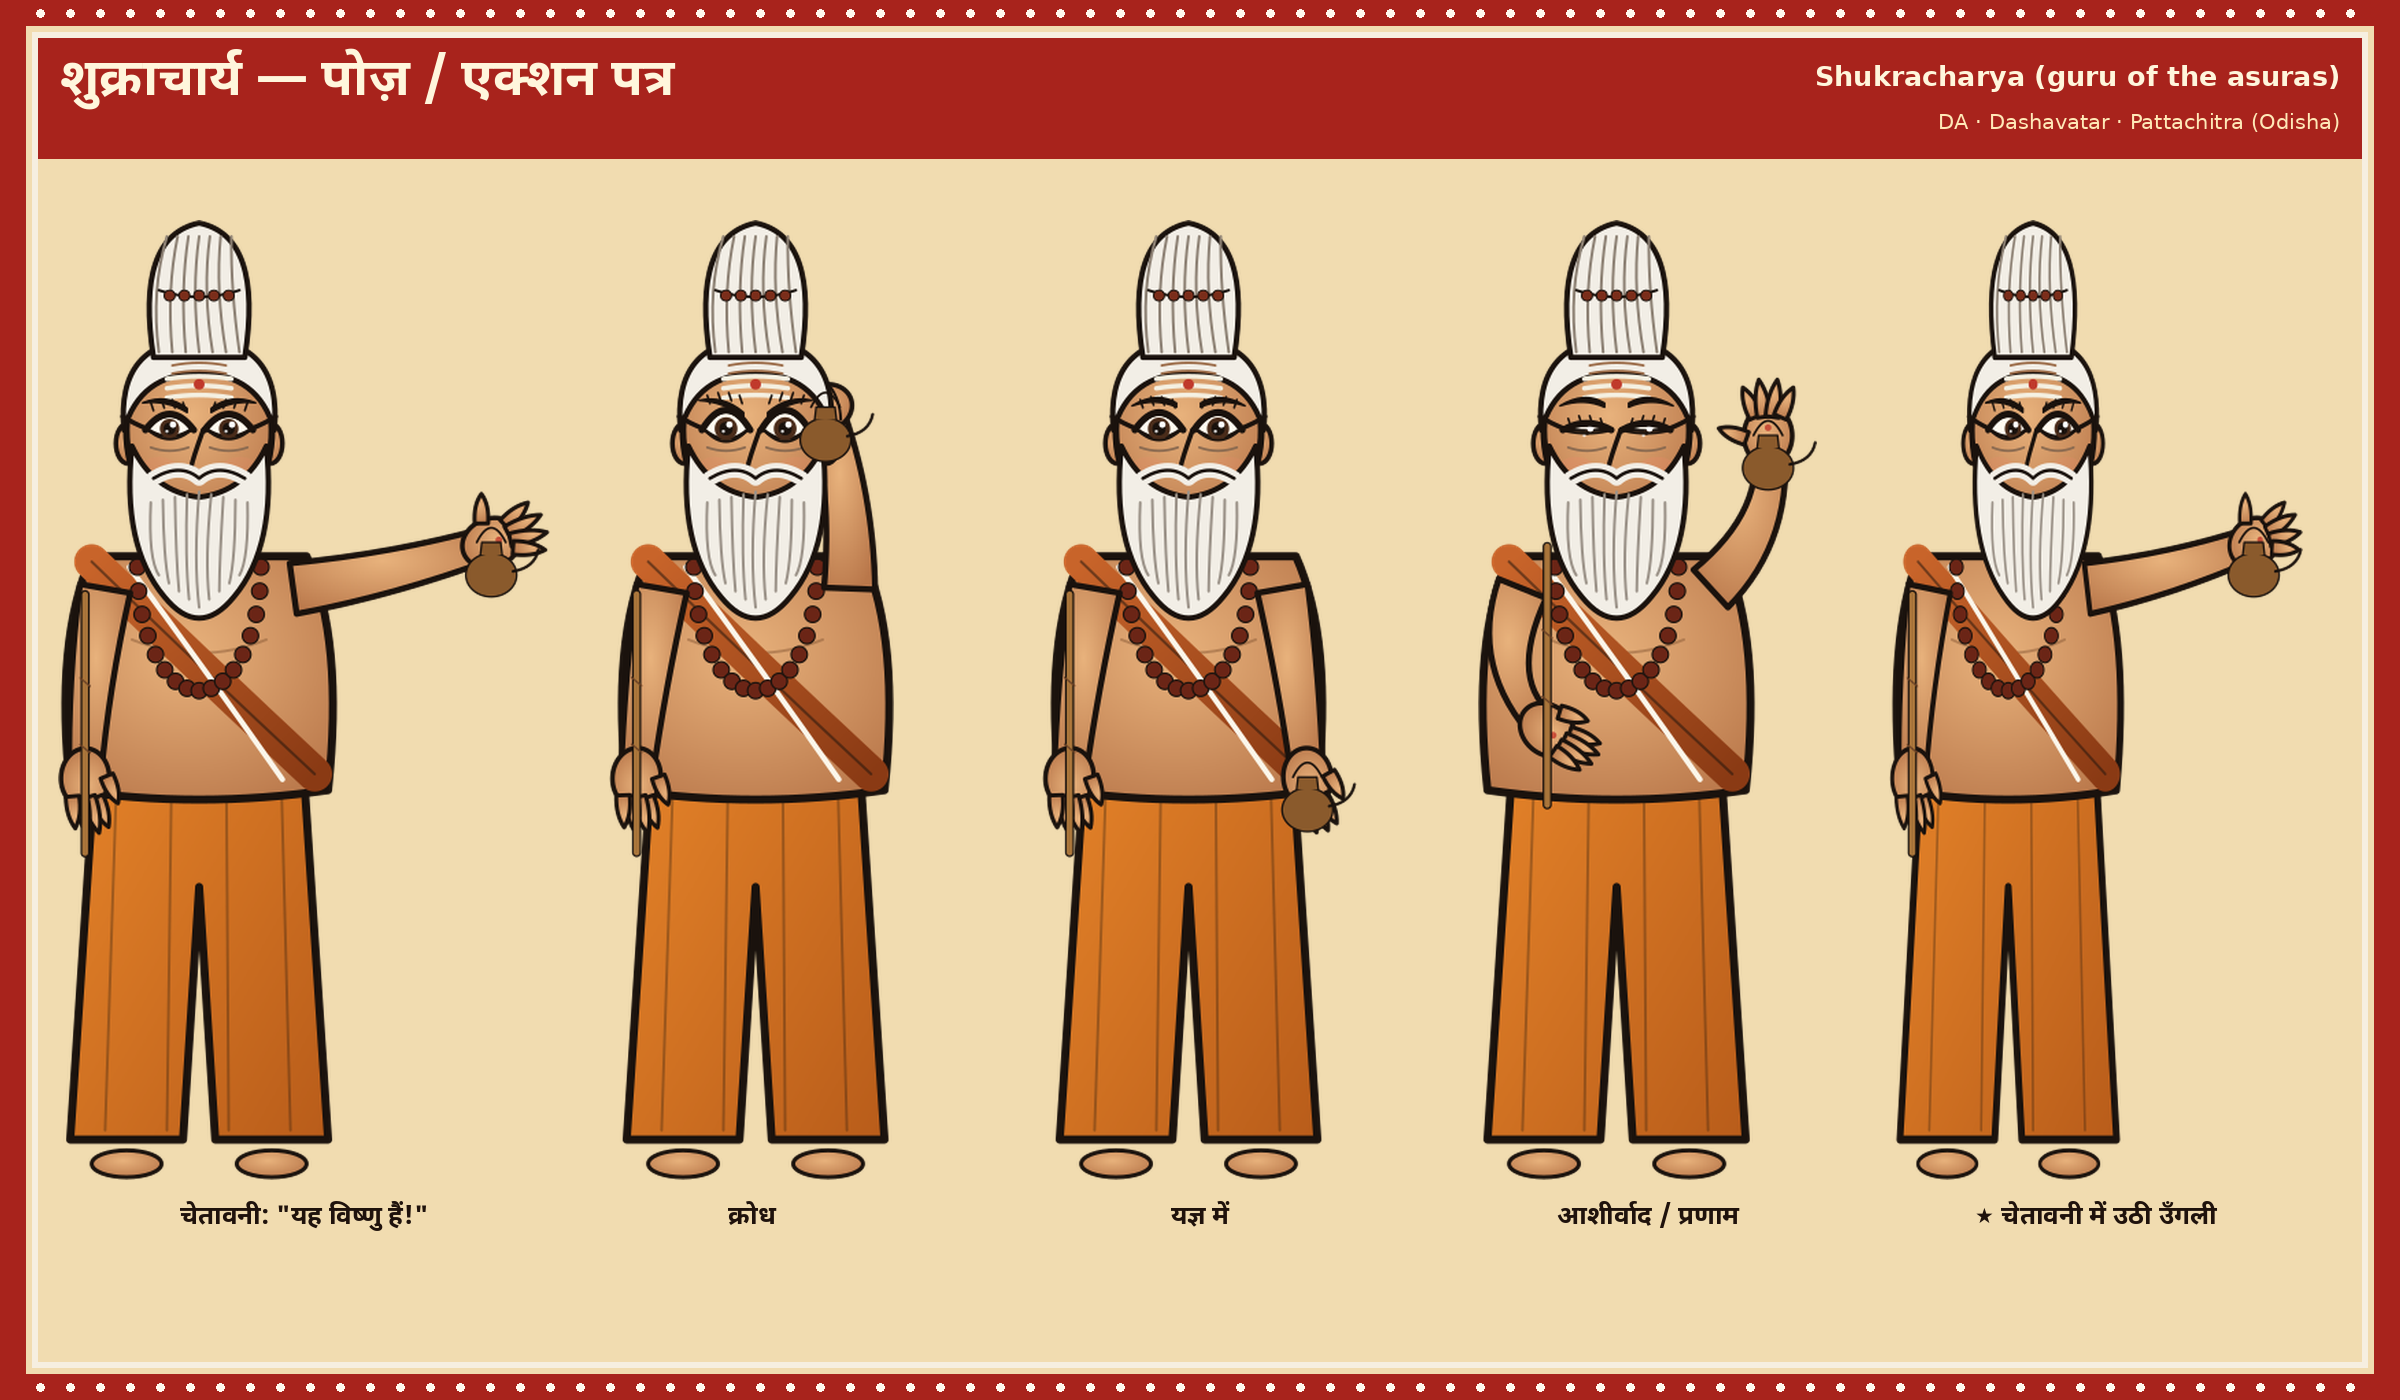 शुक्राचार्य — पोज़ / एक्शन पत्र
Shukracharya (guru of the asuras)
DA · Dashavatar · Pattachitra (Odisha)
चेतावनी: "यह विष्णु हैं!"
क्रोध
यज्ञ में
आशीर्वाद / प्रणाम
★ चेतावनी में उठी उँगली